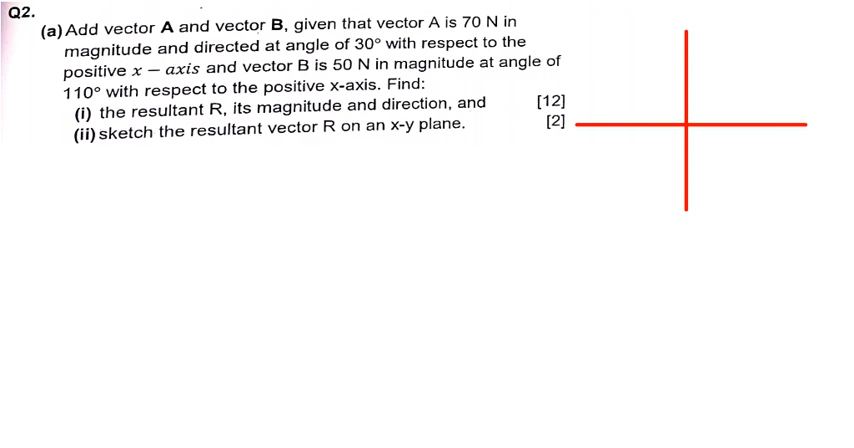 Q2.
(a) Add vector A and vector B, given that vector A is 70 N in
magnitude and directed at angle of 30° with respect to the
positive x – axis and vector B is 50 N in magnitude at angle of
110° with respect to the positive x-axis. Find:
(i) the resultant R, its magnitude and direction, and [12]
(ii) sketch the resultant vector R on an x-y plane. [2]